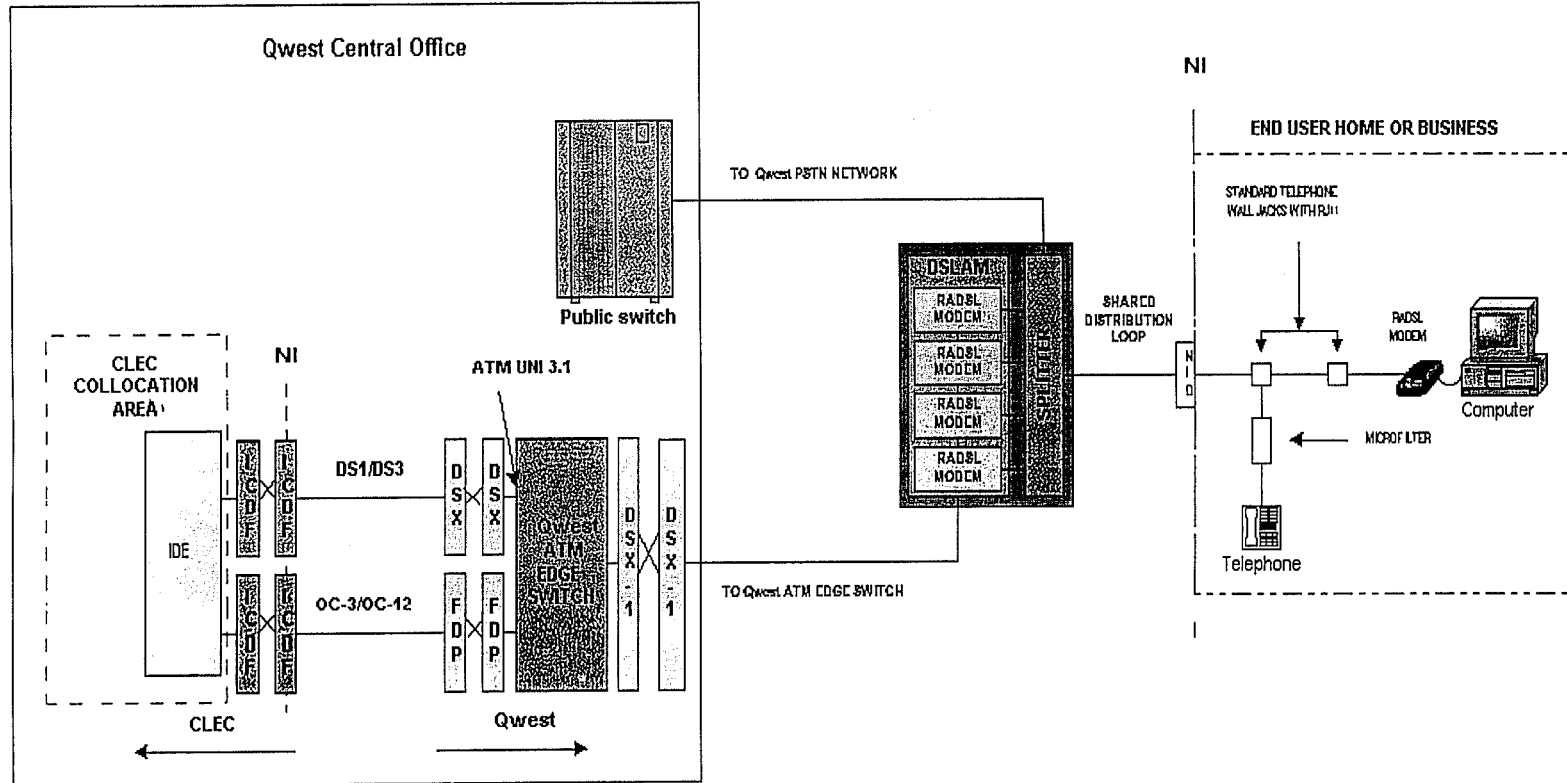 Qwest Central Office
NI
END USER HOME OR BUSINESS
TO Qwest PSTN NETWORK
STANDARD TELEPHONE
WALL JACKS WITH RJ11
DSLAM
RADSL
MODEM
RADSL
MODEM
RADSL
MODEM
RADSL
MODEM
SPLITTER
SHARED
DISTRIBUTION
LOOP
NID
RADSL
MODEM
Computer
MICROFILTER
Telephone
Public switch
CLEC
COLLOCATION
AREA
NI
ATM UNI 3.1
IDE
ICDF
ICDF
DS1/DS3
DSX
DSX
Qwest
ATM
EDGE
SWITCH
DSX-1
DSX-1
ICDF
OC-3/OC-12
FDP
FDP
TO Qwest ATM EDGE SWITCH
CLEC
Qwest